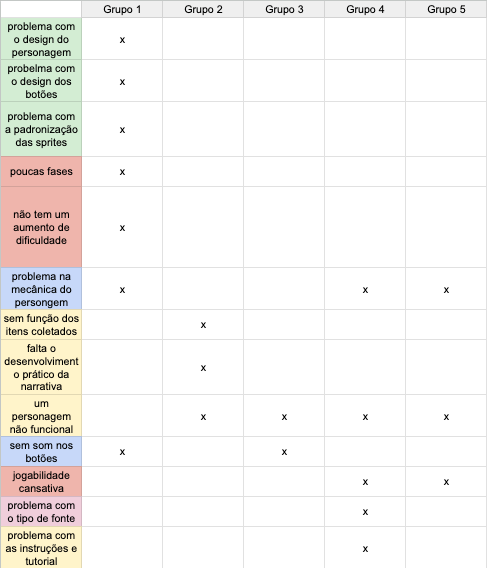 Grupo 1 Grupo 2 Grupo 3 Grupo 4 Grupo 5
problema com
o design do
personagem
x
probelma com
o design dos
botões
x
problema com
a padronização
das sprites
x
poucas fases x
não tem um
aumento de
dificuldade
x
problema na
mecânica do
persongem
x x x
sem função dos
itens coletados
x
falta o
desenvolviment
o prático da
narrativa
x
um
personagem
não funcional
x x x x
sem som nos
botões
x x
jogabilidade
cansativa
x x
problema com
o tipo de fonte
x
problema com
as instruções e
tutorial
x